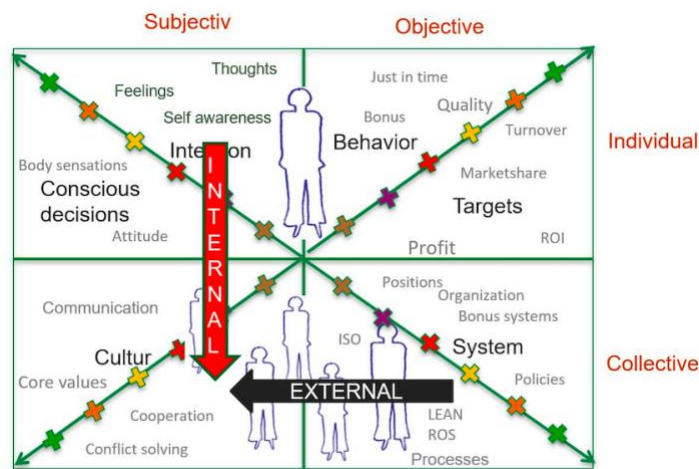 Subjectiv
Objective
Thoughts
Feelings
Self awareness
Intention
Body sensations
Conscious
decisions
Attitude
Just in time
Bonus
Quality
Behavior
Turnover
Marketshare
Targets
Profit
ROI
Individual
INTERNAL
Communication
Cultur
Core values
Cooperation
Conflict solving
Positions
Organization
Bonus systems
ISO
System
EXTERNAL
Policies
LEAN
ROS
Processes
Collective